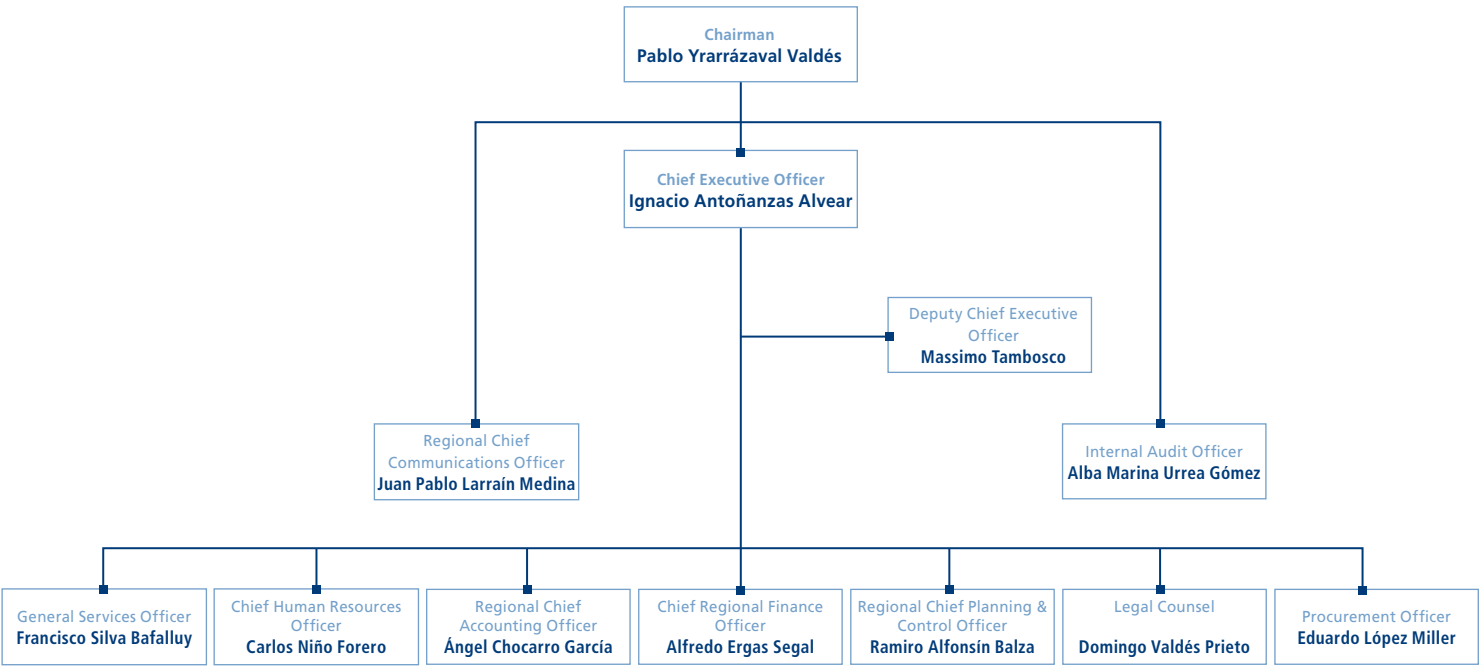 Chairman
Pablo Yrarrázaval Valdés
Chief Executive Officer
Ignacio Antoñanzas Alvear
Deputy Chief Executive
Officer
Massimo Tambosco
Regional Chief
Communications Officer
Juan Pablo Larraín Medina
Internal Audit Officer
Alba Marina Urrea Gómez
General Services Officer
Francisco Silva Bafalluy
Chief Human Resources
Officer
Carlos Niño Forero
Regional Chief
Accounting Officer
Ángel Chocarro García
Chief Regional Finance
Officer
Alfredo Ergas Segal
Regional Chief Planning &
Control Officer
Ramiro Alfonsín Balza
Legal Counsel
Domingo Valdés Prieto
Procurement Officer
Eduardo López Miller